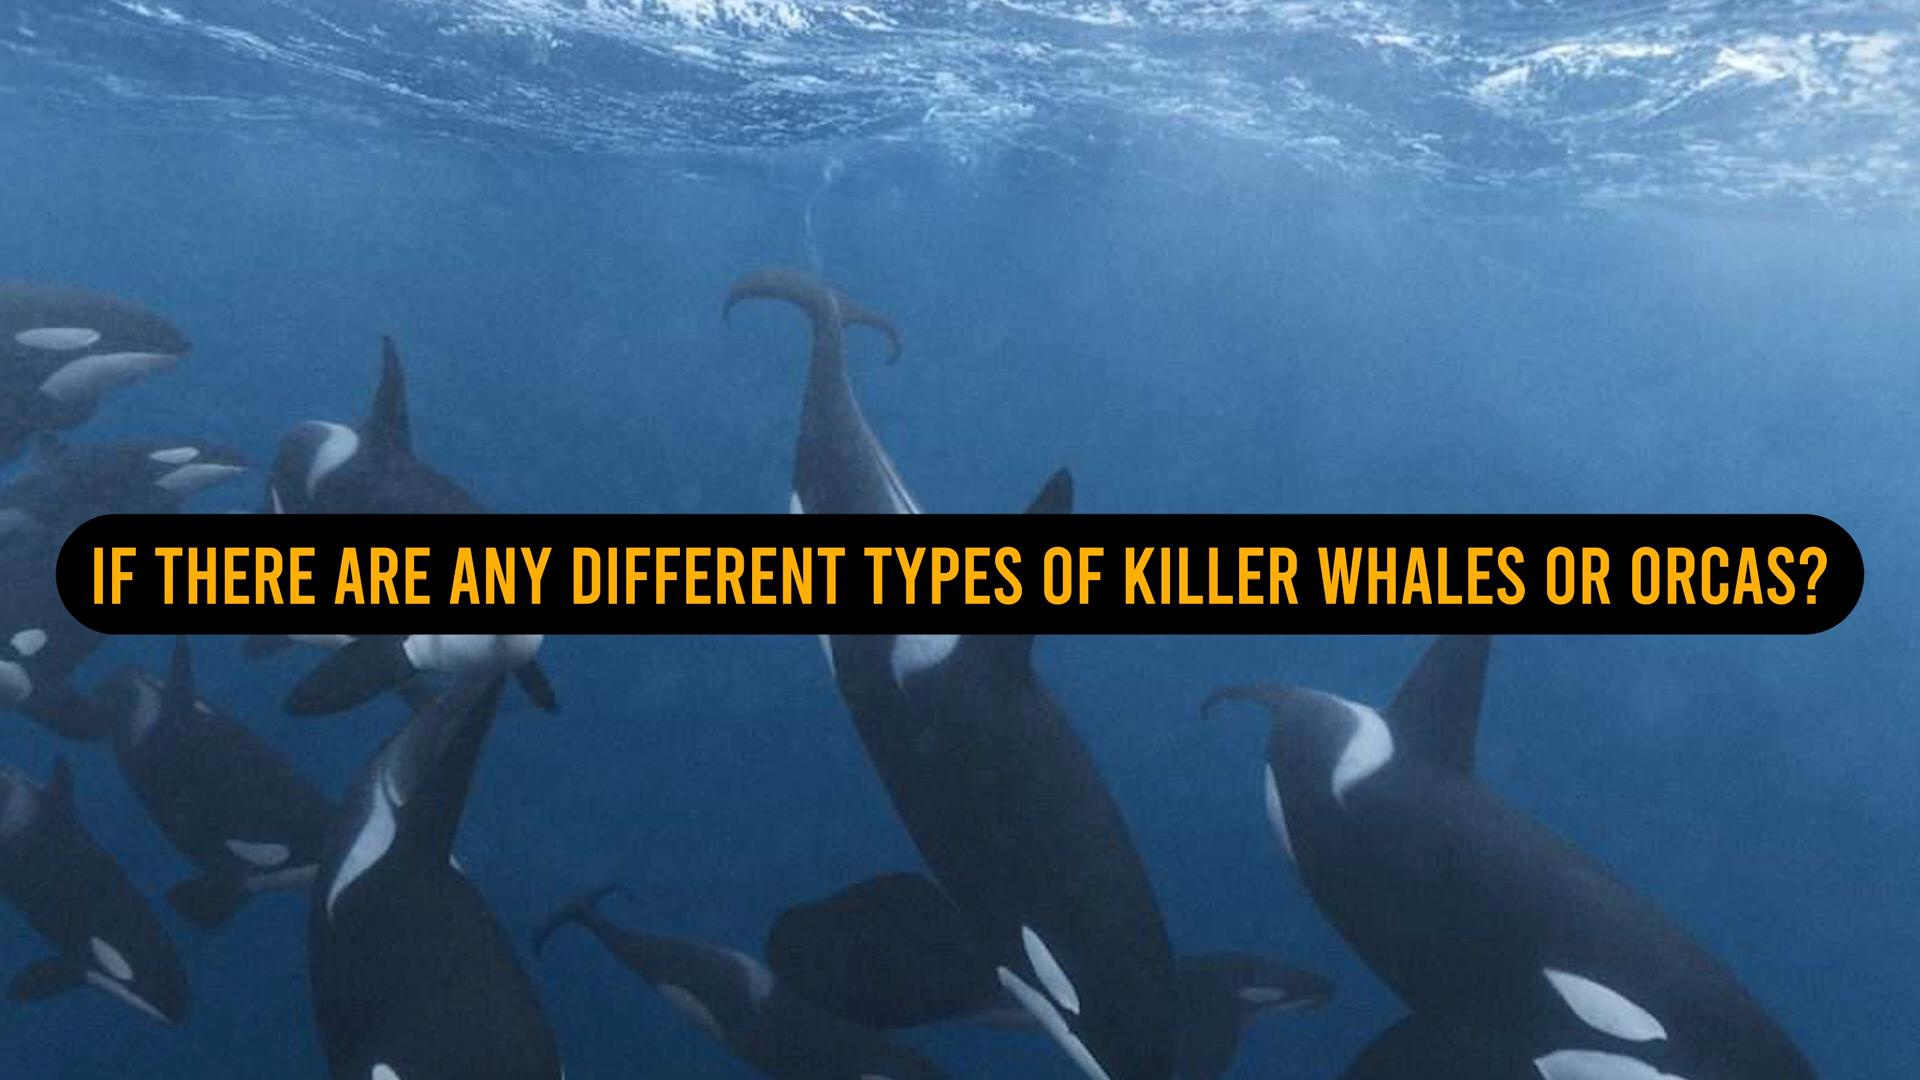 IF THERE ARE ANY DIFFERENT TYPES OF KILLER WHALES OR ORCAS?